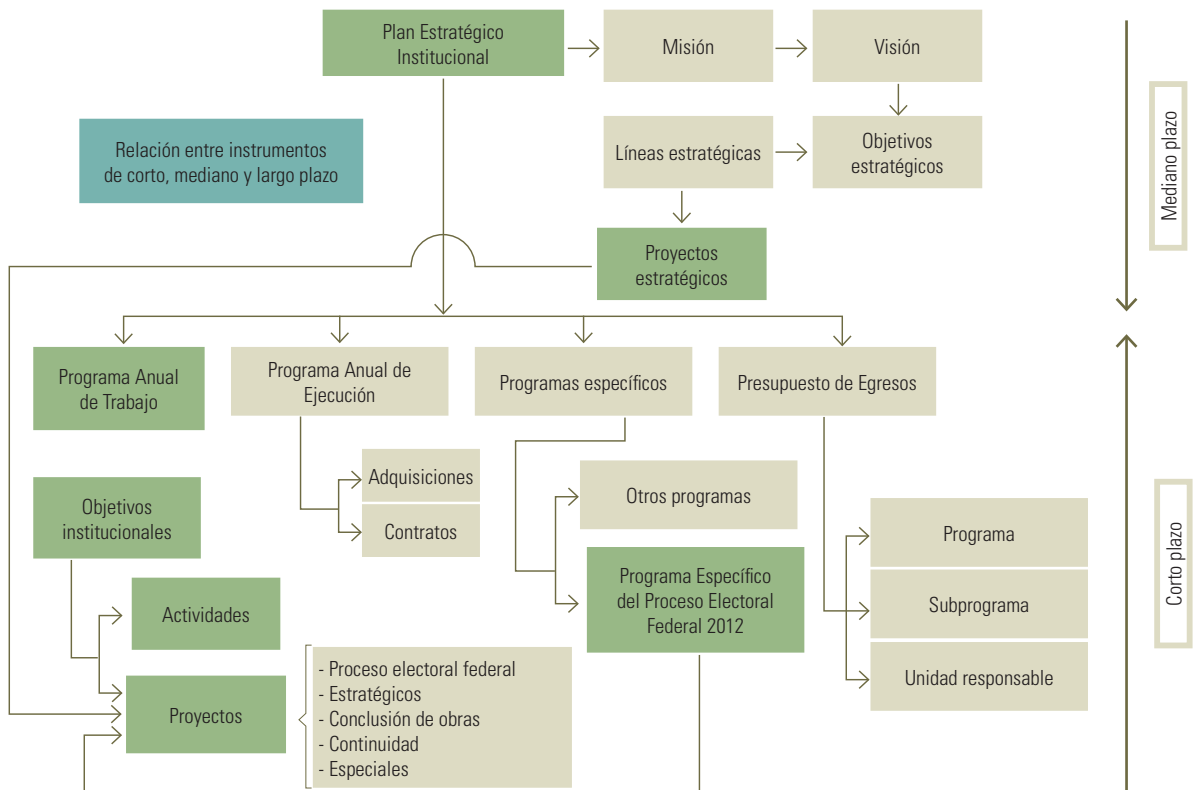 Plan Estratégico
Institucional
Misión
Visión
Relación entre instrumentos
de corto, mediano y largo plazo
Líneas estratégicas
Objetivos
estratégicos
Mediano plazo
Proyectos
estratégicos
Programa Anual
de Trabajo
Programa Anual de
Ejecución
Programas específicos
Presupuesto de Egresos
Adquisiciones
Contratos
Otros programas
Objetivos
institucionales
Programa Específico
del Proceso Electoral
Federal 2012
Programa
Subprograma
Unidad responsable
Corto plazo
Actividades
Proyectos
- Proceso electoral federal
- Estratégicos
- Conclusión de obras
- Continuidad
- Especiales